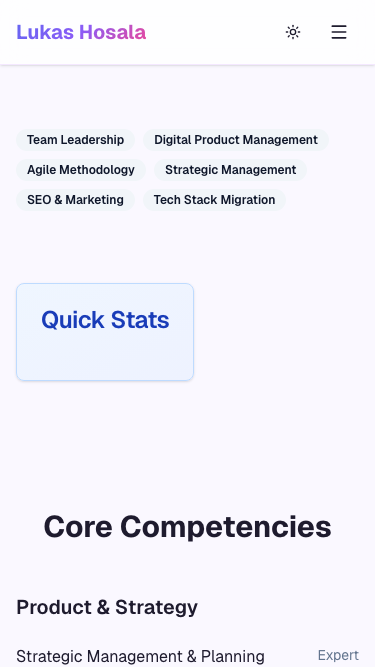 Lukas Hosala
Team Leadership Digital Product Management
Agile Methodology Strategic Management
SEO & Marketing Tech Stack Migration
Quick Stats
Core Competencies
Product & Strategy
Strategic Management & Planning Expert